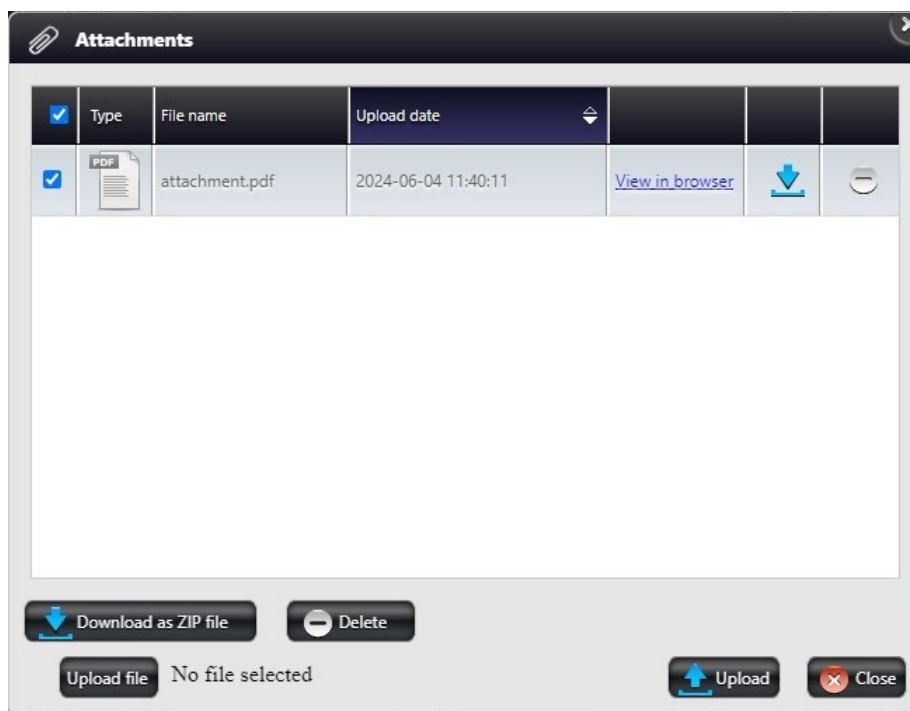 Attachments
Type File name Upload date
PDF attachment.pdf 2024-06-04 11:40:11 View in browser
Download as ZIP file Delete
Upload file No file selected Upload Close